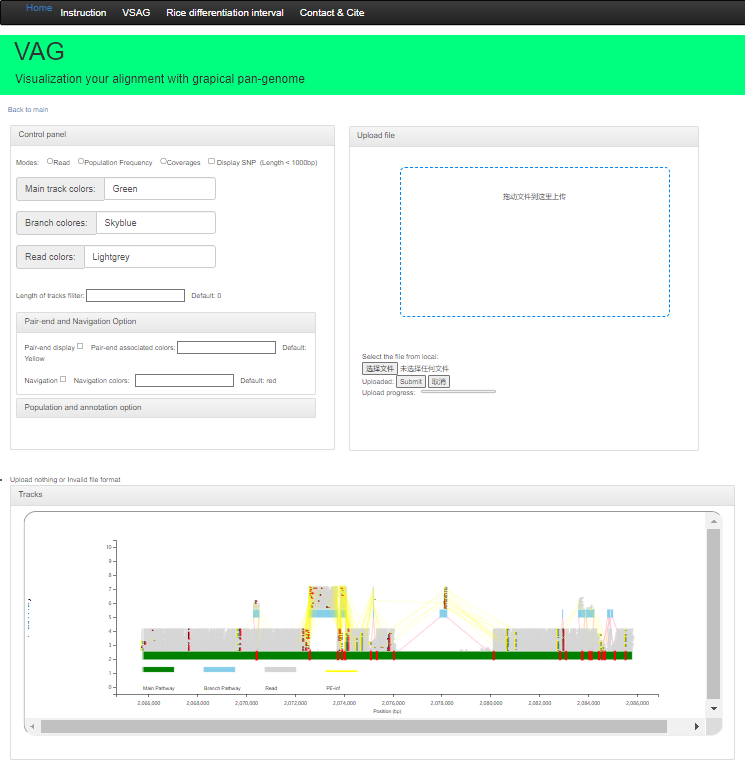 Home Instruction VSAG Rice differentiation interval Contact & Cite
VAG
Visualization your alignment with grapical pan-genome
Back to main
Control panel
Modes: Read Population Frequency Coverages Display SNP (Length < 1000bp)
Main track colors: Green
Branch colores: Skyblue
Read colors: Lightgrey
Length of tracks filiter: Default: 0
Pair-end and Navigation Option
Pair-end display Pair-end associated colors: Default:
Yellow
Navigation Navigation colors: Default: red
Population and annotation option
Upload file
拖动文件到这里上传
Select the file from local:
选择文件 未选择任何文件
Uploaded: Submit 取消
Upload progress:
Upload nothing or Invalid file format
Tracks
10
9
8
7
6
5
4
3
2
1
0
Main Pathway Branch Pathway Read PE-inf
2,066,000 2,068,000 2,070,000 2,072,000 2,074,000 2,076,000 2,078,000 2,080,000 2,082,000 2,084,000 2,086,000
Position (bp)